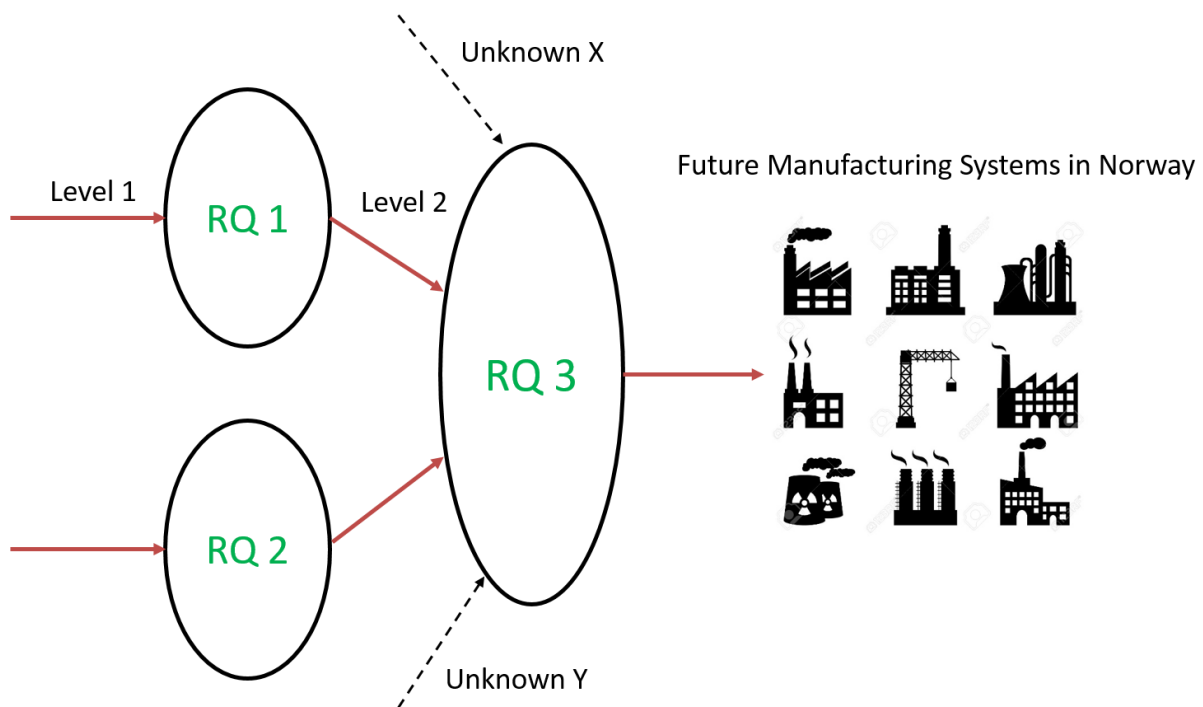 Unknown X
Future Manufacturing Systems in Norway
Level 1
Level 2
RQ 1
RQ 3
RQ 2
Unknown Y